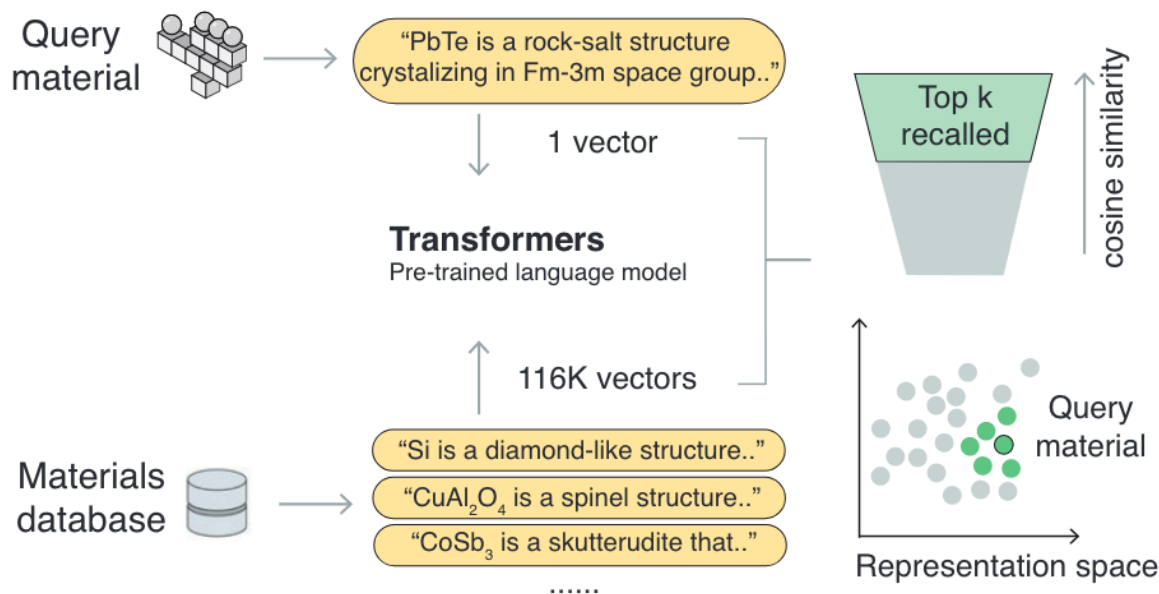 Query
material
“PbTe is a rock-salt structure
crystalizing in Fm-3m space group..”
1 vector
Transformers
Pre-trained language model
116K vectors
Materials
database
“Si is a diamond-like structure..”
“CuAl₂O₄ is a spinel structure..”
“CoSb₃ is a skutterudite that..”
......
Top k
recalled
cosine similarity
Query
material
Representation space